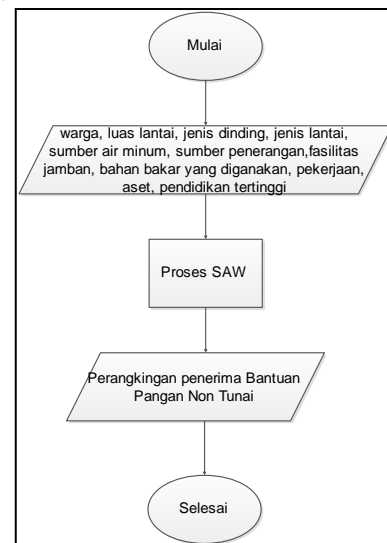 Mulai
warga, luas lantai, jenis dinding, jenis lantai,
sumber air minum, sumber penerangan,fasilitas
jamban, bahan bakar yang diganakan, pekerjaan,
aset, pendidikan tertinggi
Proses SAW
Perangkingan penerima Bantuan
Pangan Non Tunai
Selesai